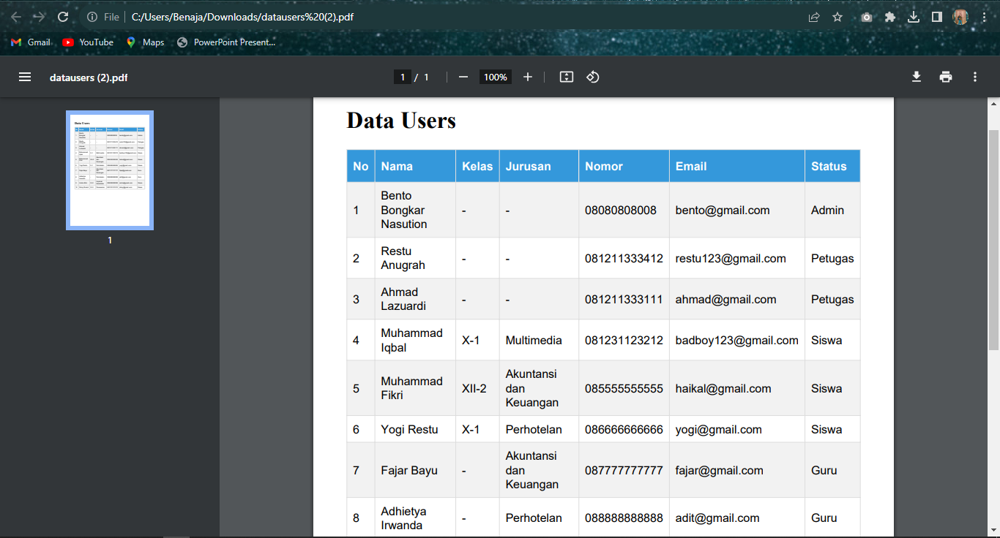 File C:/Users/Benaja/Downloads/datausers%20(2).pdf
Gmail YouTube Maps PowerPoint Present...
datausers (2).pdf 1 / 1 100%
1
Data Users
No Nama Kelas Jurusan Nomor Email Status
1 Bento Bongkar Nasution - - 08080808008 bento@gmail.com Admin
2 Restu Anugrah - - 081211333412 restu123@gmail.com Petugas
3 Ahmad Lazuardi - - 081211333111 ahmad@gmail.com Petugas
4 Muhammad Iqbal X-1 Multimedia 081231123212 badboy123@gmail.com Siswa
5 Muhammad Fikri XII-2 Akuntansi dan Keuangan 085555555555 haikal@gmail.com Siswa
6 Yogi Restu X-1 Perhotelan 086666666666 yogi@gmail.com Siswa
7 Fajar Bayu - Akuntansi dan Keuangan 087777777777 fajar@gmail.com Guru
8 Adhietya Irwanda - Perhotelan 088888888888 adit@gmail.com Guru